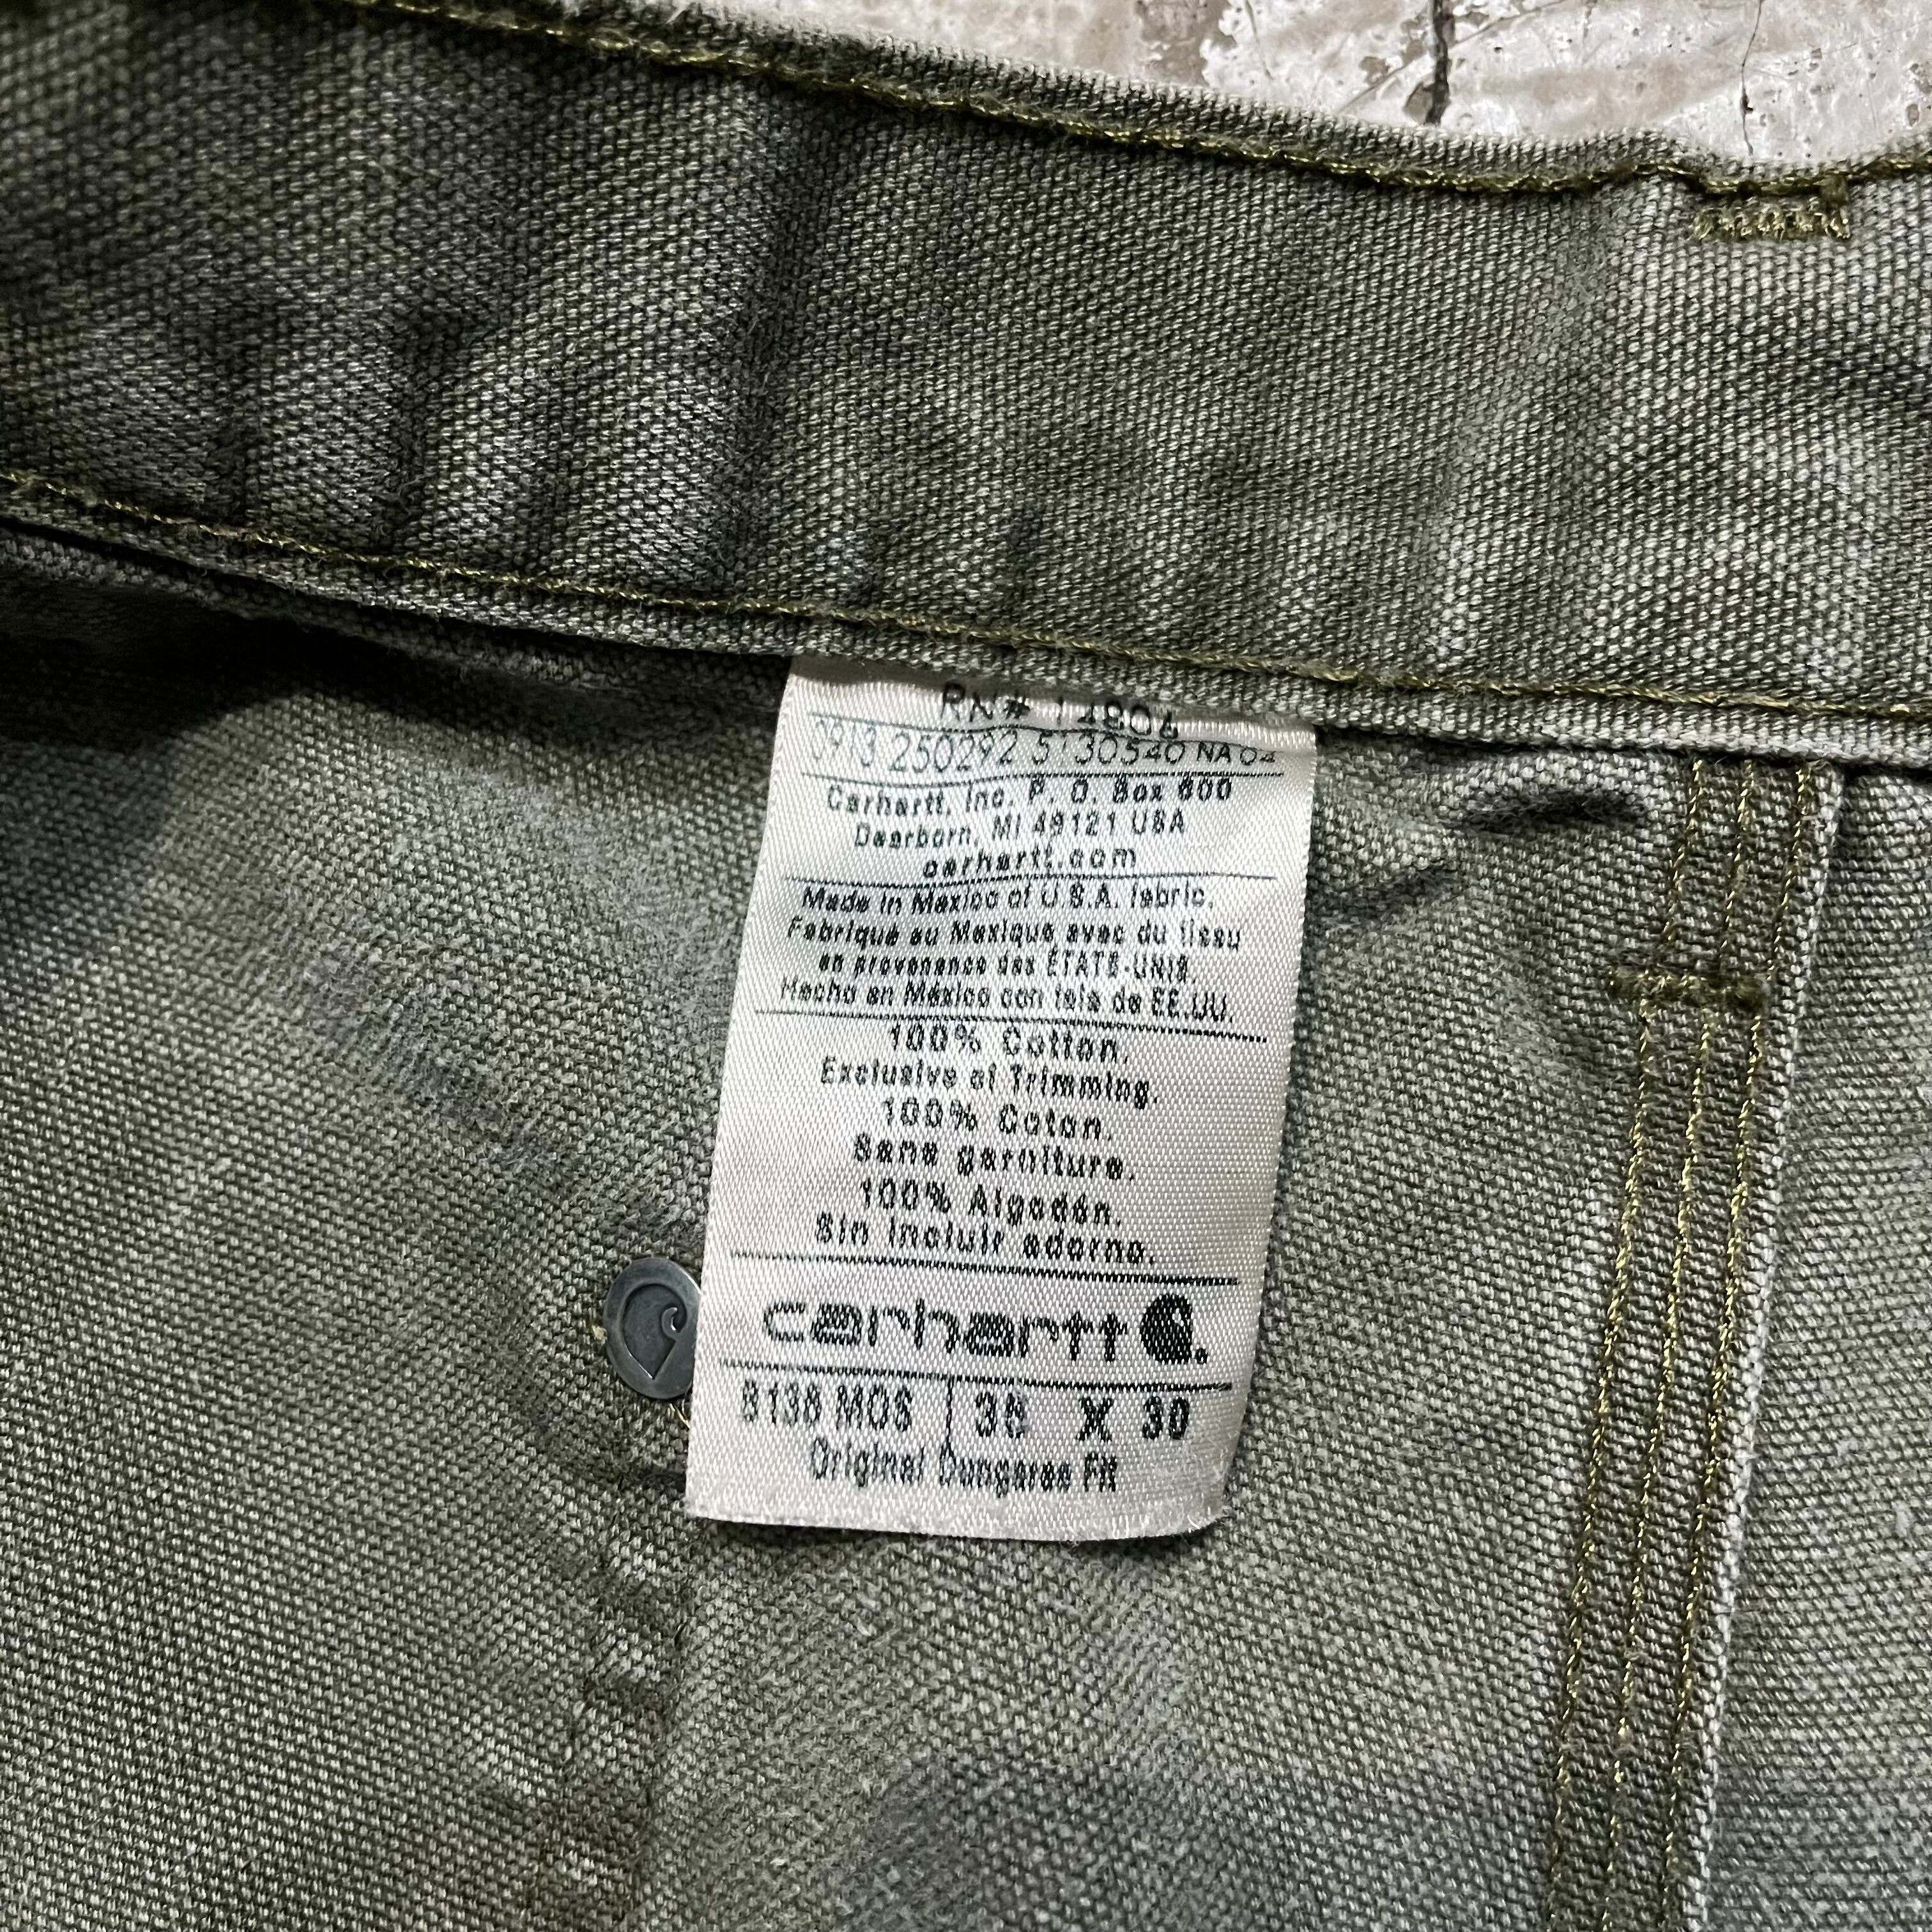 RN# 14806
0913 250292 5130540 NA 04
Carhartt, Inc. P. O. Box 600
Dearborn, MI 49121 USA
carhartt.com
Made in Mexico of U.S.A. fabric.
Fabriqué au Mexique avec du tissu
en provenance des ÉTATS-UNIS.
Hecho en México con tela de EE.UU.
100% Cotton.
Exclusive of Trimming.
100% Coton.
Sans garniture.
100% Algodón.
Sin incluir adorno.
carhartt
B136 MOS 36 X 30
Original Dungaree Fit